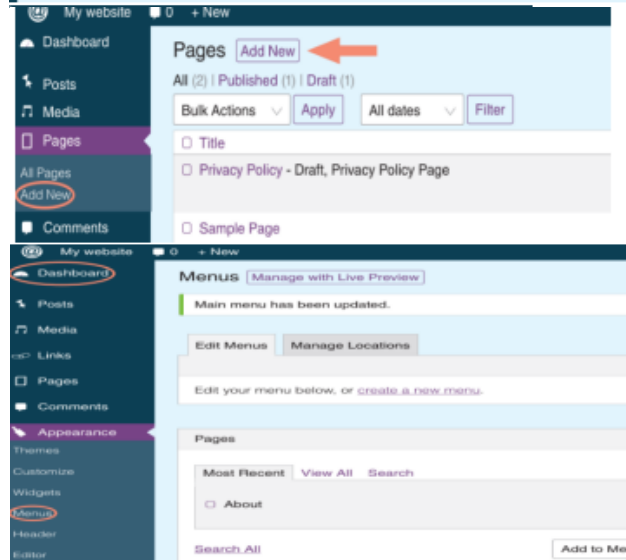 My website 0 + New
Dashboard
Posts
Media
Pages
All Pages
Add New
Comments
Pages Add New
All (2) | Published (1) | Draft (1)
Bulk Actions Apply All dates Filter
Title
Privacy Policy - Draft, Privacy Policy Page
Sample Page
My website 0 + New
Dashboard
Posts
Media
Links
Pages
Comments
Appearance
Themes
Customize
Widgets
Menus
Header
Editor
Menus Manage with Live Preview
Main menu has been updated.
Edit Menus Manage Locations
Edit your menu below, or create a new menu.
Pages
Most Recent View All Search
About
Search All Add to Me